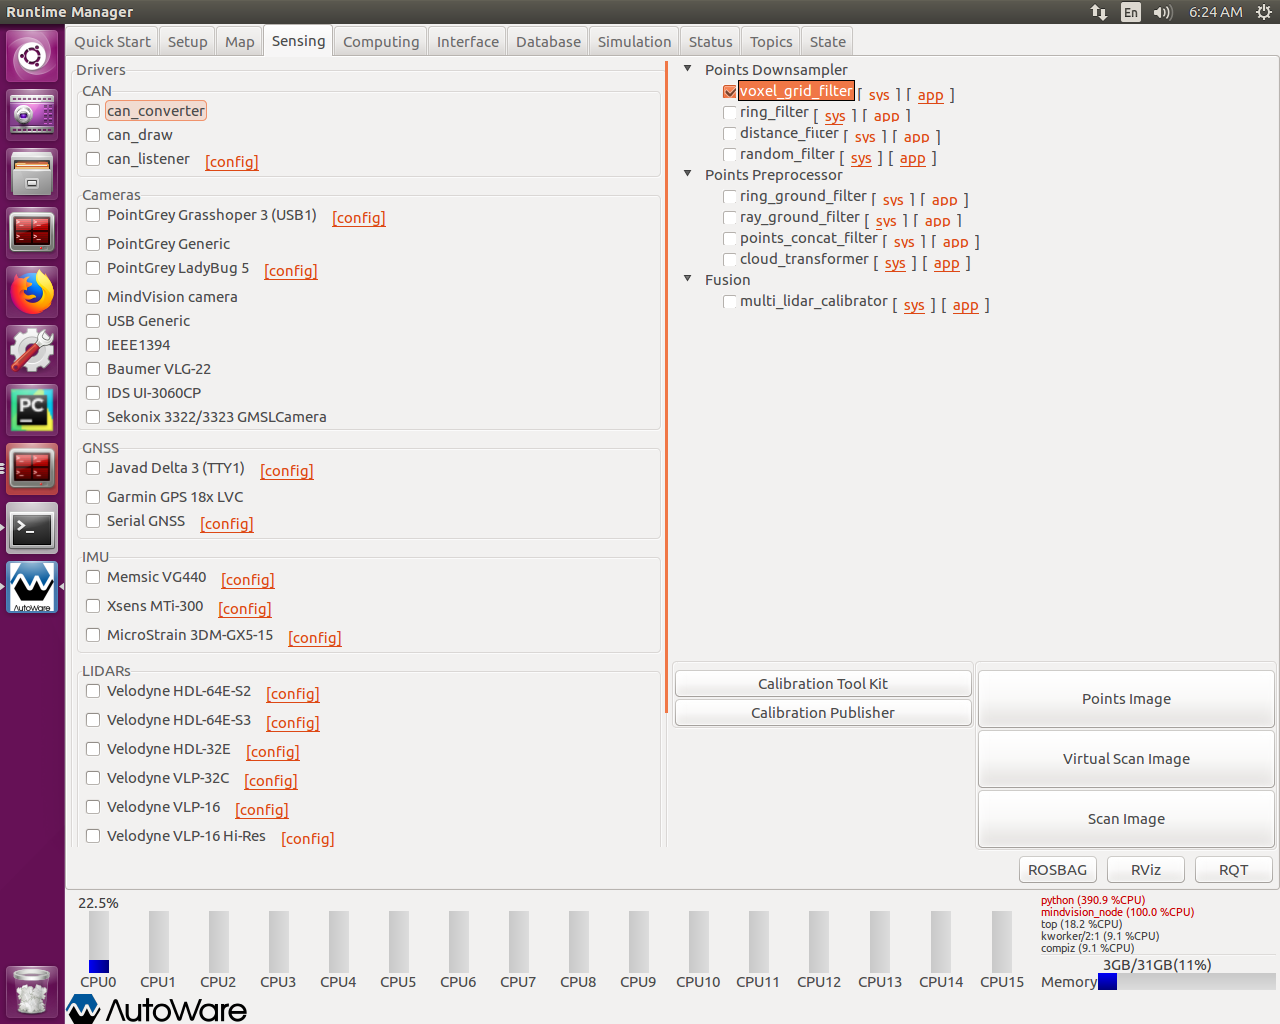 Runtime Manager
En
6:24 AM
Quick Start Setup Map Sensing Computing Interface Database Simulation Status Topics State
Drivers
CAN
can_converter
can_draw
can_listener [config]
Cameras
PointGrey Grasshoper 3 (USB1) [config]
PointGrey Generic
PointGrey LadyBug 5 [config]
MindVision camera
USB Generic
IEEE1394
Baumer VLG-22
IDS UI-3060CP
Sekonix 3322/3323 GMSLCamera
GNSS
Javad Delta 3 (TTY1) [config]
Garmin GPS 18x LVC
Serial GNSS [config]
IMU
Memsic VG440 [config]
Xsens MTi-300 [config]
MicroStrain 3DM-GX5-15 [config]
LIDARs
Velodyne HDL-64E-S2 [config]
Velodyne HDL-64E-S3 [config]
Velodyne HDL-32E [config]
Velodyne VLP-32C [config]
Velodyne VLP-16 [config]
Velodyne VLP-16 Hi-Res [config]
Points Downsampler
voxel_grid_filter [ sys ] [ app ]
ring_filter [ sys ] [ app ]
distance_filter [ sys ] [ app ]
random_filter [ sys ] [ app ]
Points Preprocessor
ring_ground_filter [ sys ] [ app ]
ray_ground_filter [ sys ] [ app ]
points_concat_filter [ sys ] [ app ]
cloud_transformer [ sys ] [ app ]
Fusion
multi_lidar_calibrator [ sys ] [ app ]
Calibration Tool Kit
Calibration Publisher
Points Image
Virtual Scan Image
Scan Image
ROSBAG RViz RQT
22.5%
CPU0 CPU1 CPU2 CPU3 CPU4 CPU5 CPU6 CPU7 CPU8 CPU9 CPU10 CPU11 CPU12 CPU13 CPU14 CPU15
python (390.9 %CPU)
mindvision_node (100.0 %CPU)
top (18.2 %CPU)
kworker/2:1 (9.1 %CPU)
compiz (9.1 %CPU)
3GB/31GB(11%)
Memory
AutoWare
PC
>_
AutoWare